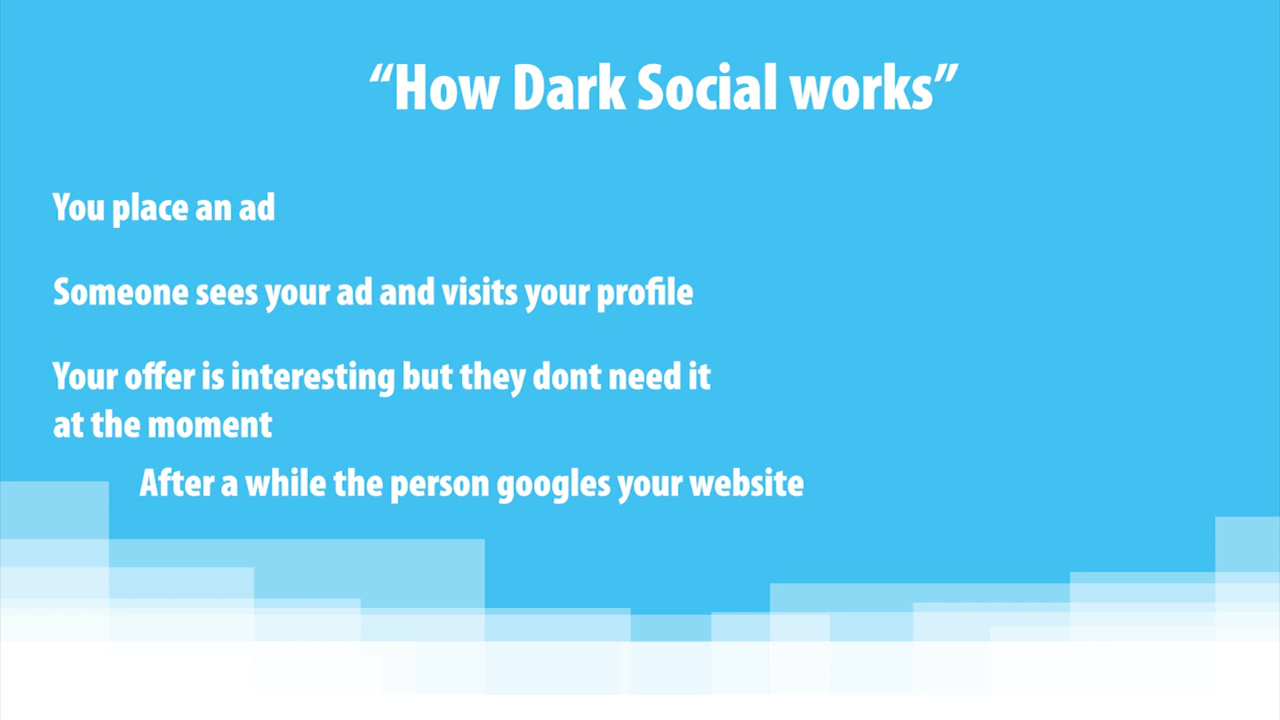 “How Dark Social works”
You place an ad
Someone sees your ad and visits your profile
Your offer is interesting but they dont need it
at the moment
After a while the person googles your website